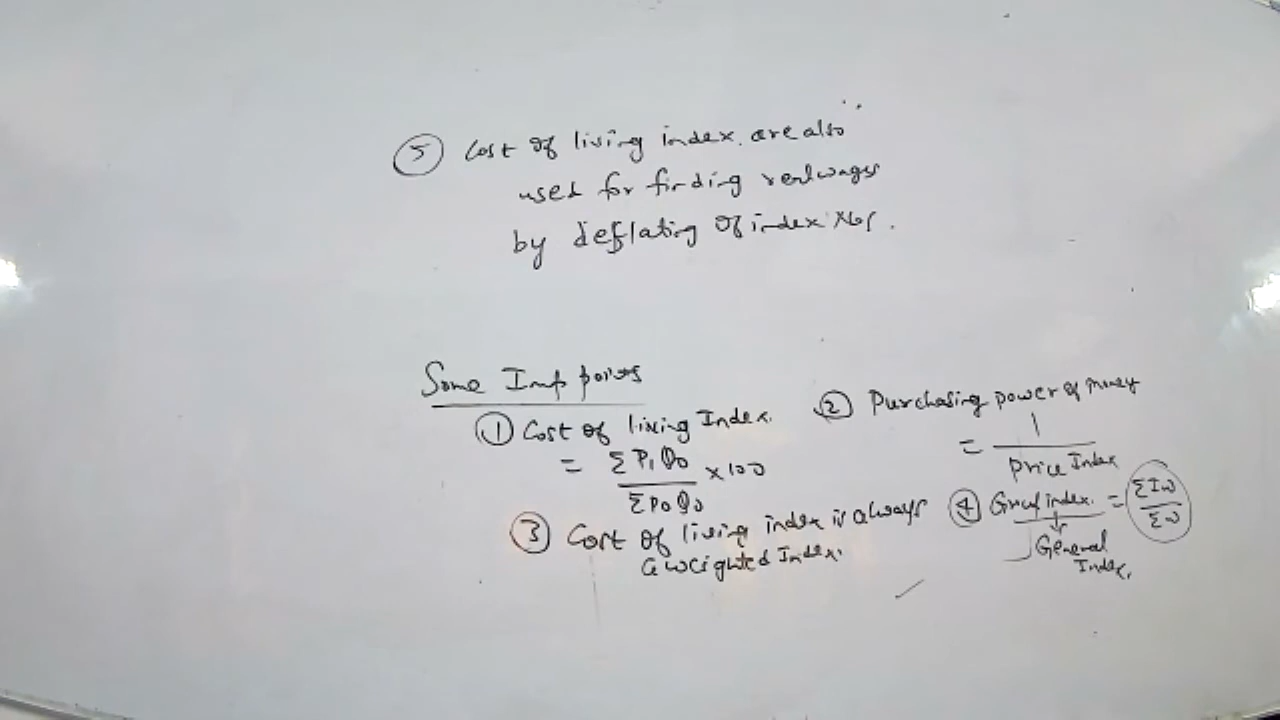 ⑤ Cost of living index are also
used for finding real wages
by deflating of index Nos.
Some Imp points
① Cost of living Index.
= ΣP₁Q₀ / ΣP₀Q₀ × 100
② Purchasing power of money
= 1 / Price Index
③ Cost of living index is always
a weighted Index.
④ Group index. = ΣIW / ΣW
General
Index.